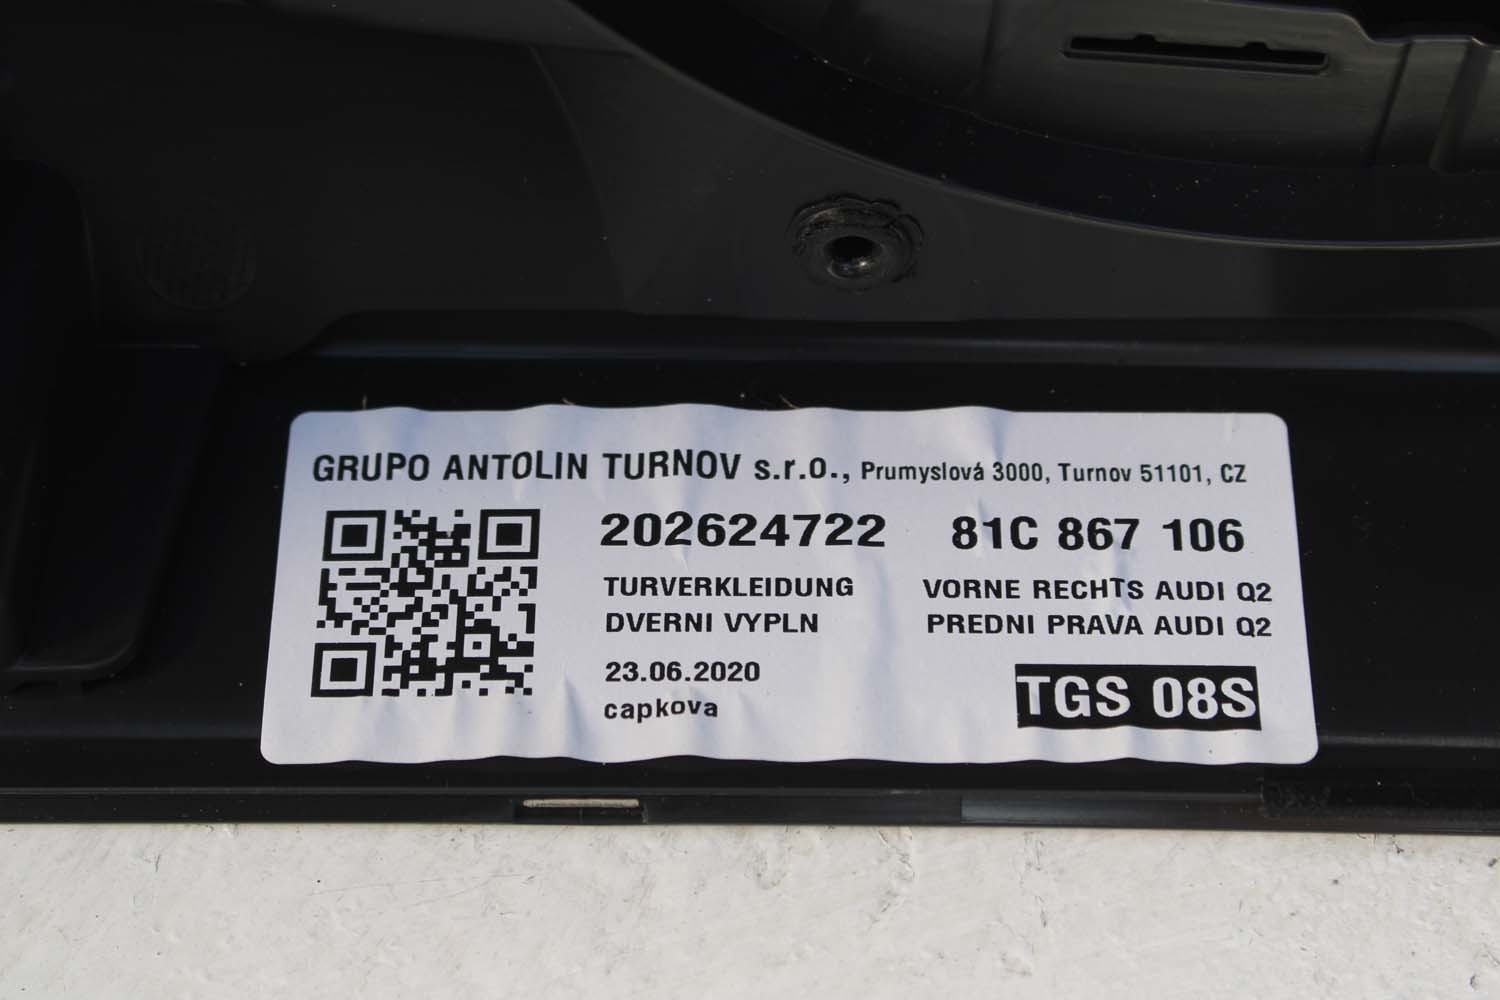 GRUPO ANTOLIN TURNOV s.r.o., Prumyslová 3000, Turnov 51101, CZ
202624722 81C 867 106
TURVERKLEIDUNG VORNE RECHTS AUDI Q2
DVERNI VYPLN PREDNI PRAVA AUDI Q2
23.06.2020
capkova
TGS 08S